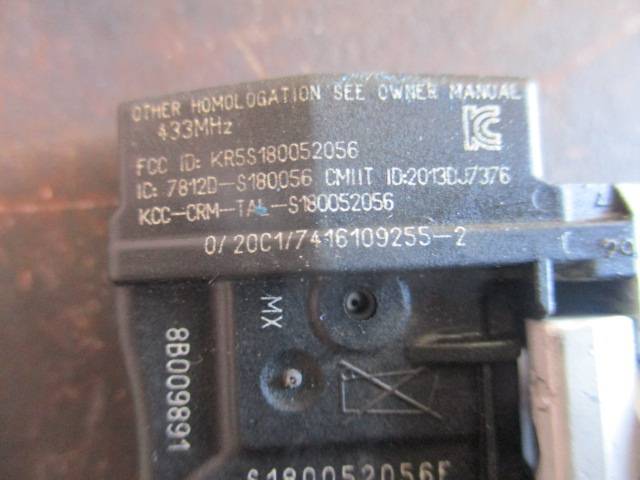 OTHER HOMOLOGATION SEE OWNER MANUAL
433MHz
FCC ID: KR5S180052056
IC: 7812D-S180056 CMIIT ID:2013DJ7376
KCC-CRM-TAL-S180052056
0/20C1/7416109255-2
MX
8B009891
S180052056F